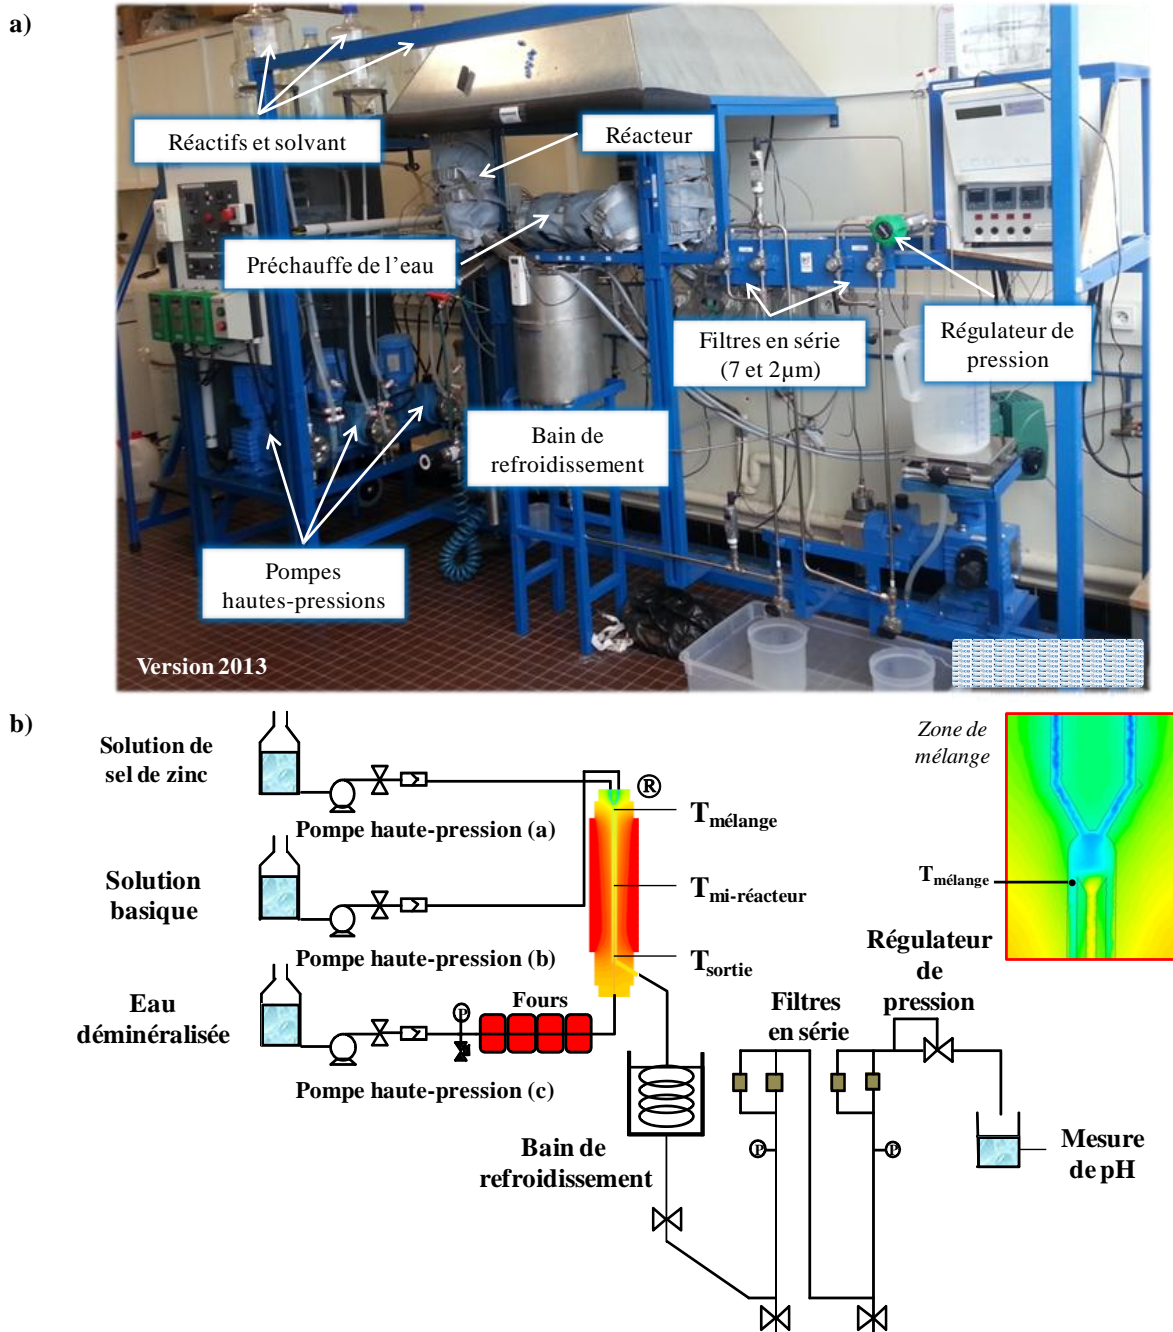 a)
Réactifs et solvant
Réacteur
Préchauffe de l’eau
Filtres en série
(7 et 2µm)
Régulateur de
pression
Bain de
refroidissement
Pompes
hautes-pressions
Version 2013
b)
Solution de
sel de zinc
Pompe haute-pression (a)
Solution
basique
Pompe haute-pression (b)
Eau
déminéralisée
Pompe haute-pression (c)
P
Fours
R
Tmélange
Tmi-réacteur
Tsortie
Zone de
mélange
Tmélange
Régulateur
de
pression
Filtres
en série
P
P
Bain de
refroidissement
Mesure
de pH